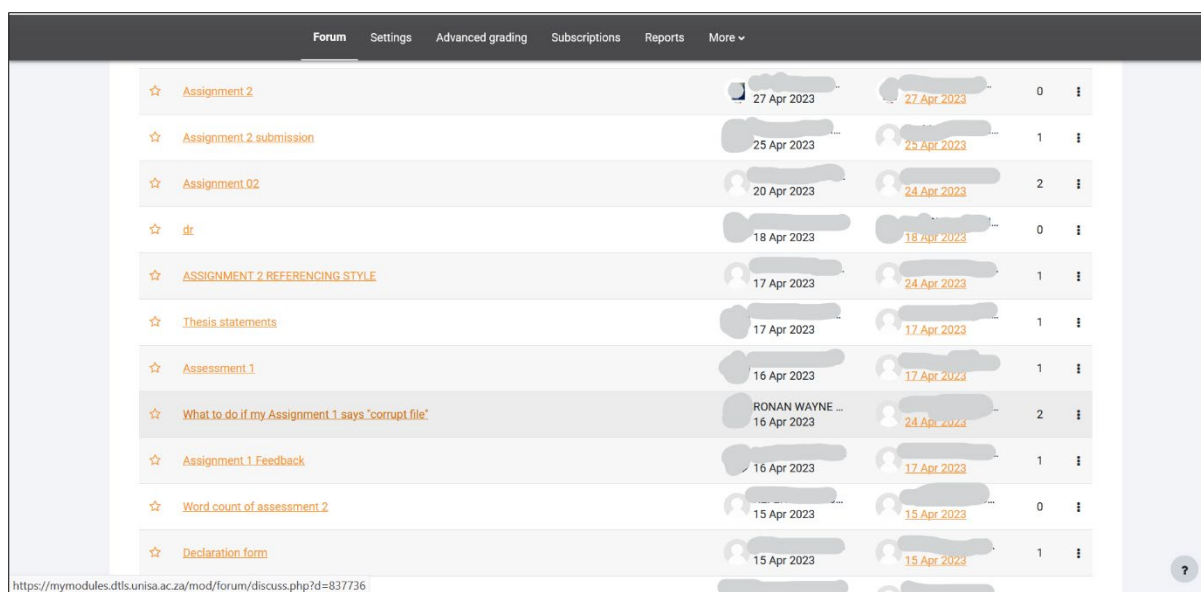 Forum Settings Advanced grading Subscriptions Reports More
Assignment 2 27 Apr 2023 27 Apr 2023 0
Assignment 2 submission 25 Apr 2023 25 Apr 2023 1
Assignment 02 20 Apr 2023 24 Apr 2023 2
dr 18 Apr 2023 18 Apr 2023 0
ASSIGNMENT 2 REFERENCING STYLE 17 Apr 2023 24 Apr 2023 1
Thesis statements 17 Apr 2023 17 Apr 2023 1
Assessment 1 16 Apr 2023 17 Apr 2023 1
What to do if my Assignment 1 says "corrupt file" RONAN WAYNE ...
16 Apr 2023 24 Apr 2023 2
Assignment 1 Feedback 16 Apr 2023 17 Apr 2023 1
Word count of assessment 2 15 Apr 2023 15 Apr 2023 0
Declaration form 15 Apr 2023 15 Apr 2023 1
?
https://mymodules.dtls.unisa.ac.za/mod/forum/discuss.php?d=837736